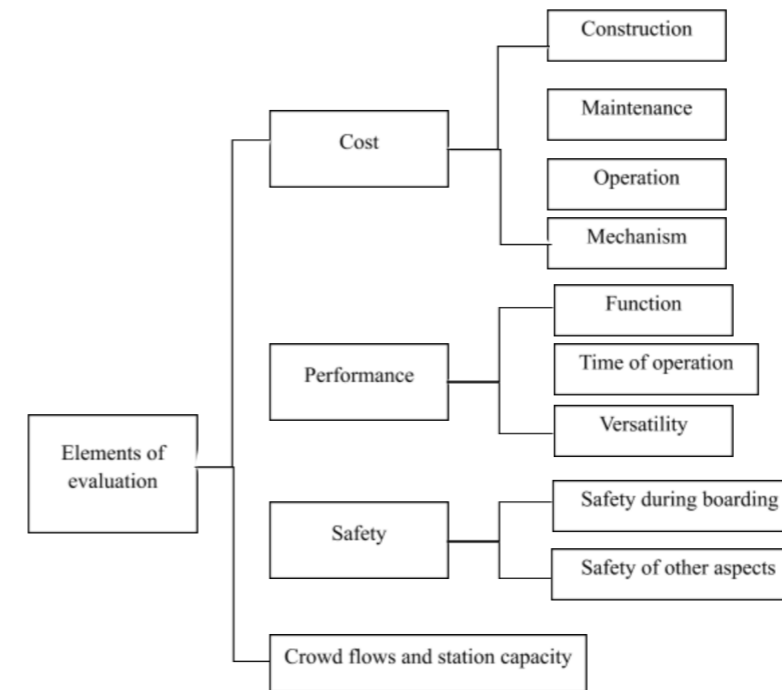 Elements of
evaluation
Cost
Construction
Maintenance
Operation
Mechanism
Performance
Function
Time of operation
Versatility
Safety
Safety during boarding
Safety of other aspects
Crowd flows and station capacity